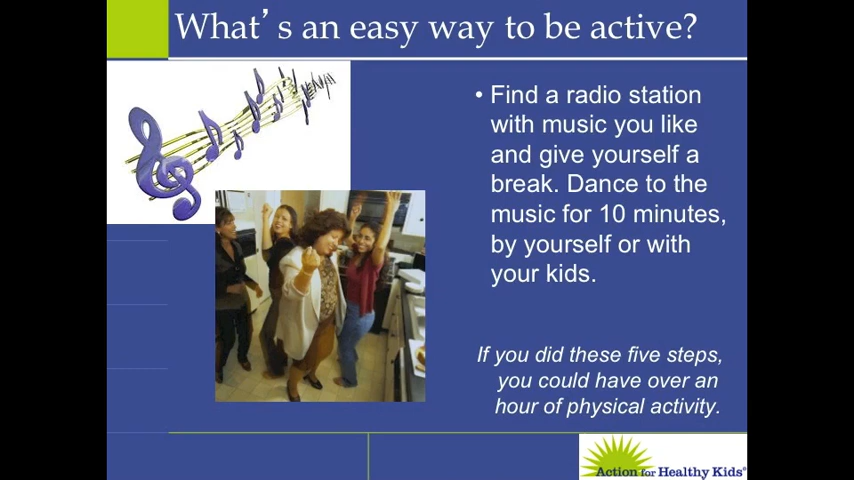 What's an easy way to be active?
• Find a radio station
with music you like
and give yourself a
break. Dance to the
music for 10 minutes,
by yourself or with
your kids.
If you did these five steps,
you could have over an
hour of physical activity.
Action for Healthy Kids®